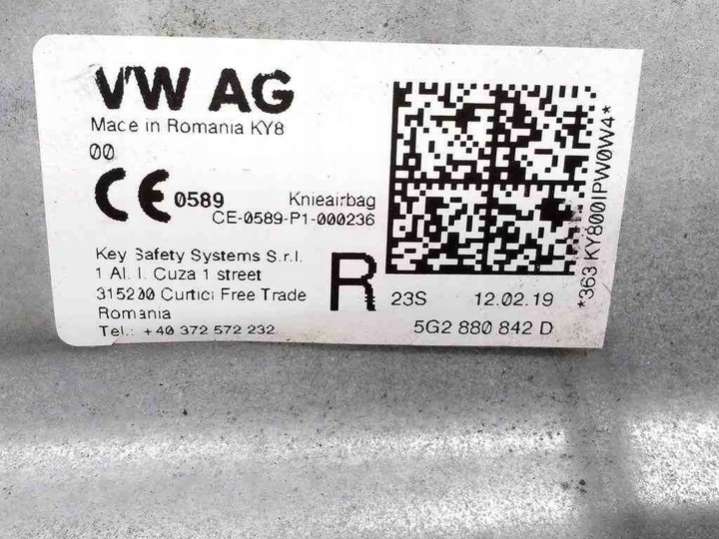 VW AG
Made in Romania KY8
00
CE 0589 Knieairbag
CE-0589-P1-000236
Key Safety Systems S.r.l.
1 Al. I. Cuza 1 street
315200 Curtici Free Trade
Romania
Tel.: +40 372 572 232
R
23S 12.02.19
5G2 880 842 D
*363 KY800IPW0W4*